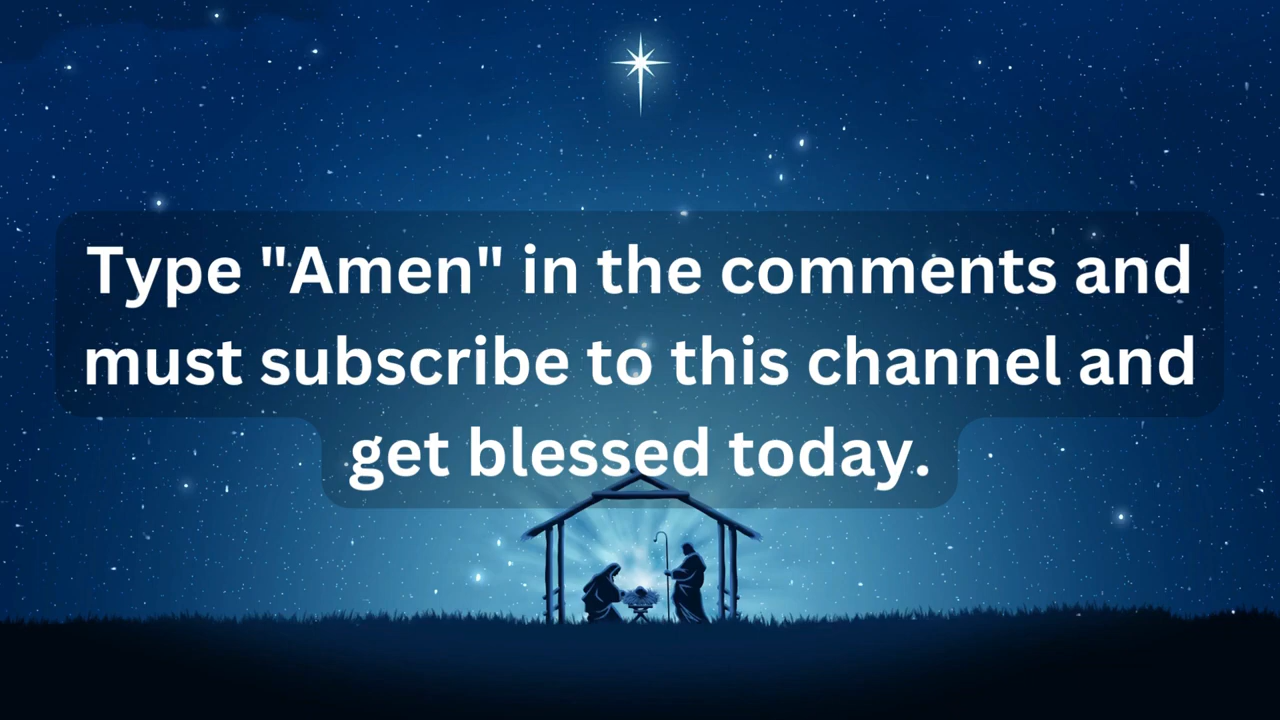 Type "Amen" in the comments and
must subscribe to this channel and
get blessed today.